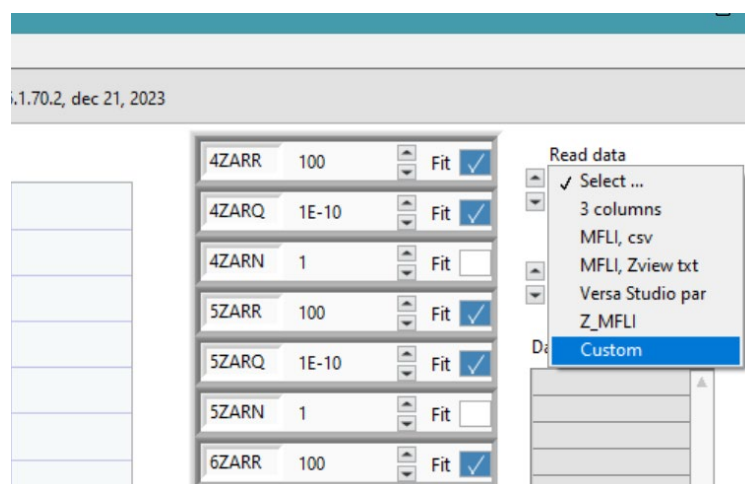 .1.70.2, dec 21, 2023
4ZARR 100 Fit
4ZARQ 1E-10 Fit
4ZARN 1 Fit
5ZARR 100 Fit
5ZARQ 1E-10 Fit
5ZARN 1 Fit
6ZARR 100 Fit
Read data
Select ...
3 columns
MFLI, csv
MFLI, Zview txt
Versa Studio par
Z_MFLI
Custom